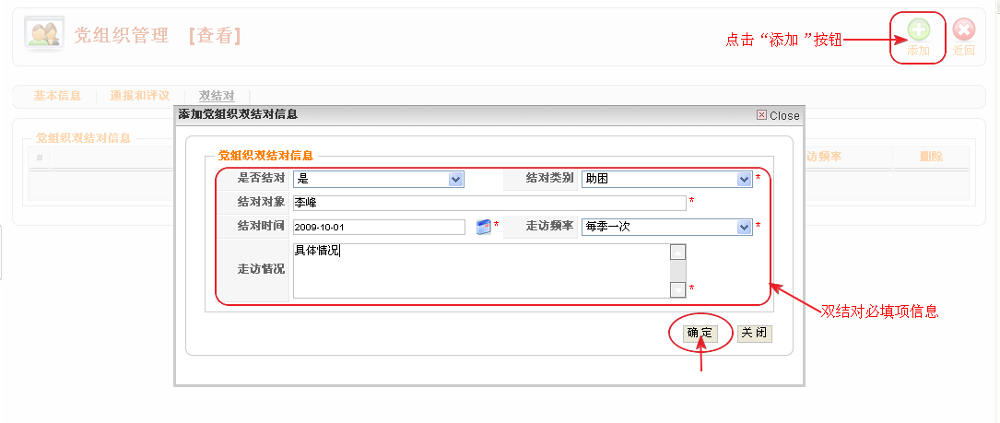 党组织管理 [查看]
点击“添加 ”按钮
添加
返回
基本信息
通报和评议
双结对
添加党组织双结对信息
Close
党组织双结对信息
#
访频率
删除
党组织双结对信息
是否结对 是 结对类别 助困 *
结对对象 李峰 *
结对时间 2009-10-01 * 走访频率 每季一次 *
走访情况 具体情况 *
双结对必填项信息
确定 关闭